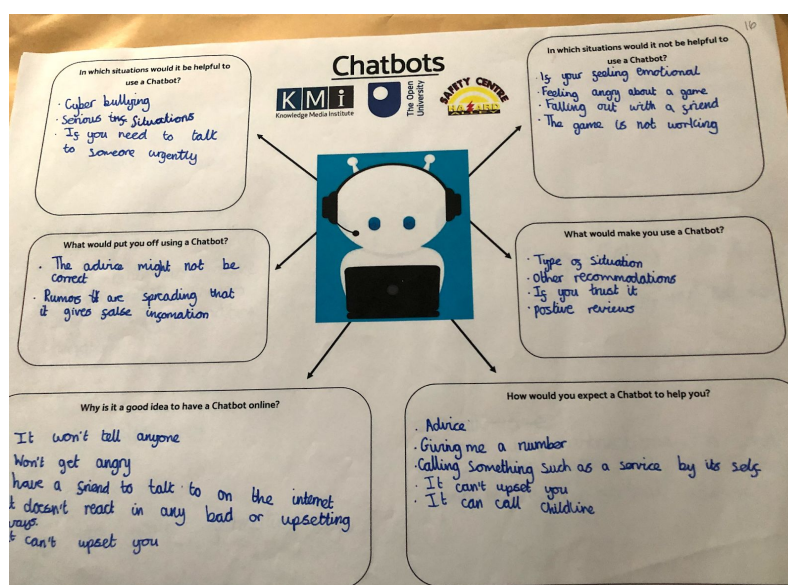 16
Chatbots
KMi
Knowledge Media Institute
The Open
University
SAFETY CENTRE
In which situations would it be helpful to
use a Chatbot?
· Cyber bullying
· Serious situations
· If you need to talk
to someone urgently
In which situations would it not be helpful to
use a Chatbot?
· If your feeling emotional
· Feeling angry about a game
· Falling out with a friend
· The game is not working
What would put you off using a Chatbot?
· The advice might not be
correct
· Rumors are spreading that
it gives false infomation
What would make you use a Chatbot?
· Type of situation
· Other recommodations
· If you trust it
· postive reviews
Why is it a good idea to have a Chatbot online?
It won't tell anyone
Won't get angry
have a friend to talk to on the internet
t doesn't react in any bad or upsetting
ways.
t can't upset you
How would you expect a Chatbot to help you?
· Advice
· Giving me a number
· Calling something such as a service by its self
· It can't upset you
· It can call Childline